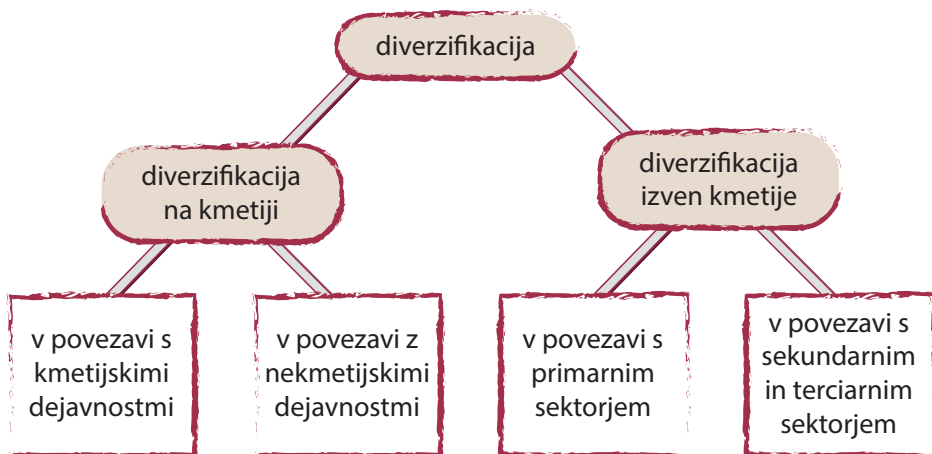 diverzifikacija
diverzifikacija
na kmetiji
diverzifikacija
izven kmetije
v povezavi s
kmetijskimi
dejavnostmi
v povezavi z
nekmetijskimi
dejavnostmi
v povezavi s
primarnim
sektorjem
v povezavi s
sekundarnim
in terciarnim
sektorjem